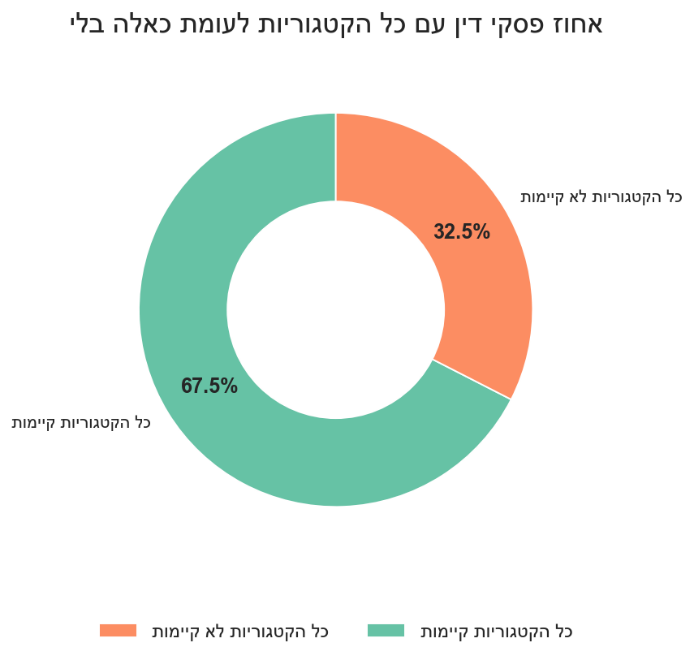 אחוז פסקי דין עם כל הקטגוריות לעומת כאלה בלי
כל הקטגוריות לא קיימות
32.5%
67.5%
כל הקטגוריות קיימות
כל הקטגוריות לא קיימות
כל הקטגוריות קיימות